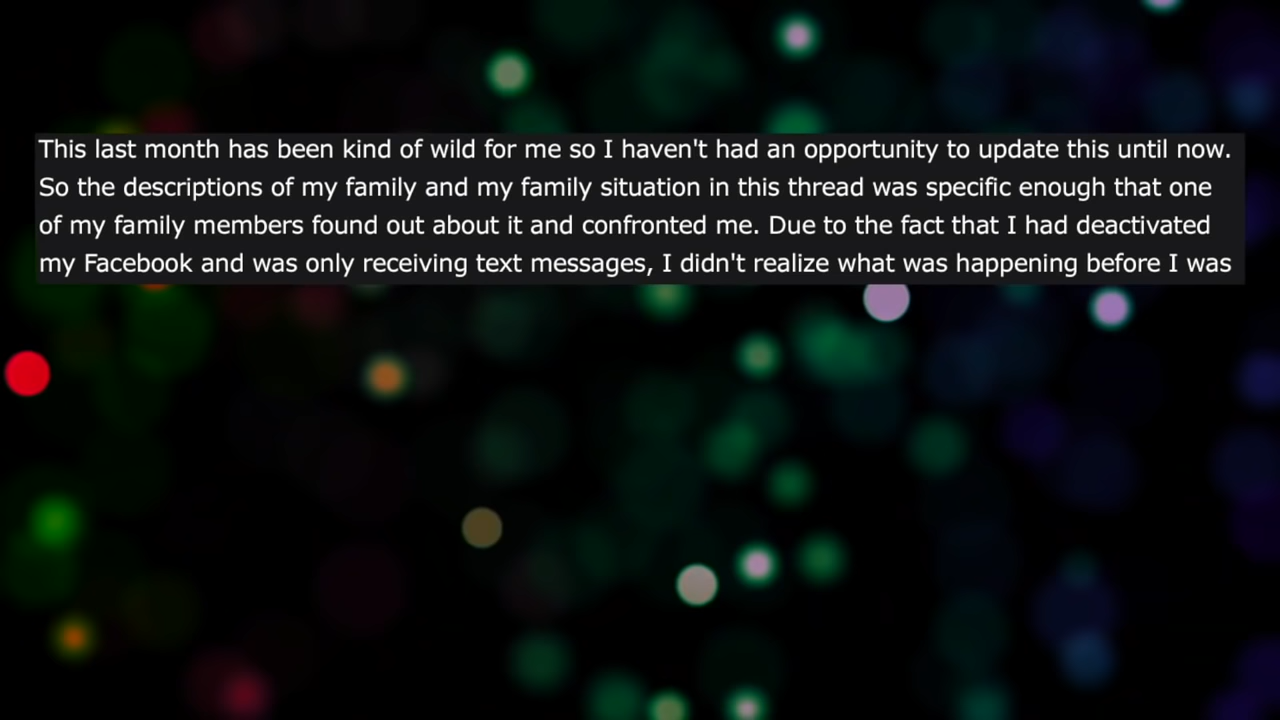 This last month has been kind of wild for me so I haven't had an opportunity to update this until now.
So the descriptions of my family and my family situation in this thread was specific enough that one
of my family members found out about it and confronted me. Due to the fact that I had deactivated
my Facebook and was only receiving text messages, I didn't realize what was happening before I was